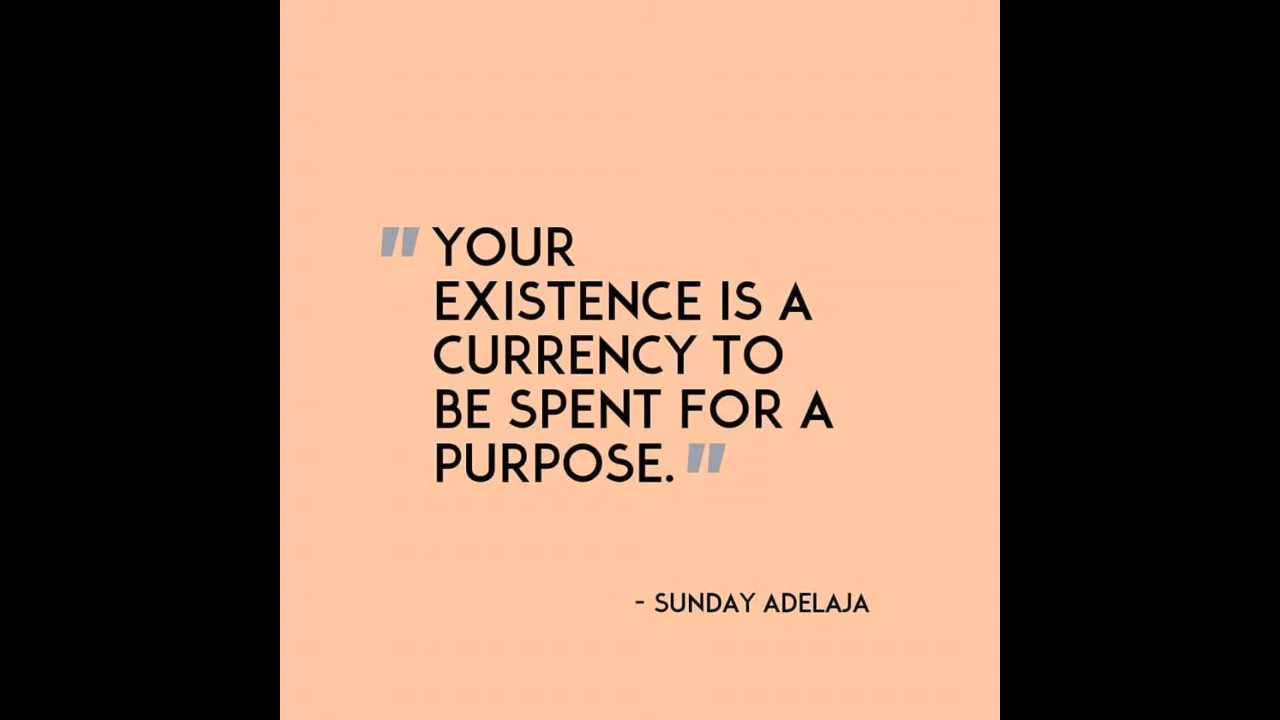 "YOUR
EXISTENCE IS A
CURRENCY TO
BE SPENT FOR A
PURPOSE."
- SUNDAY ADELAJA